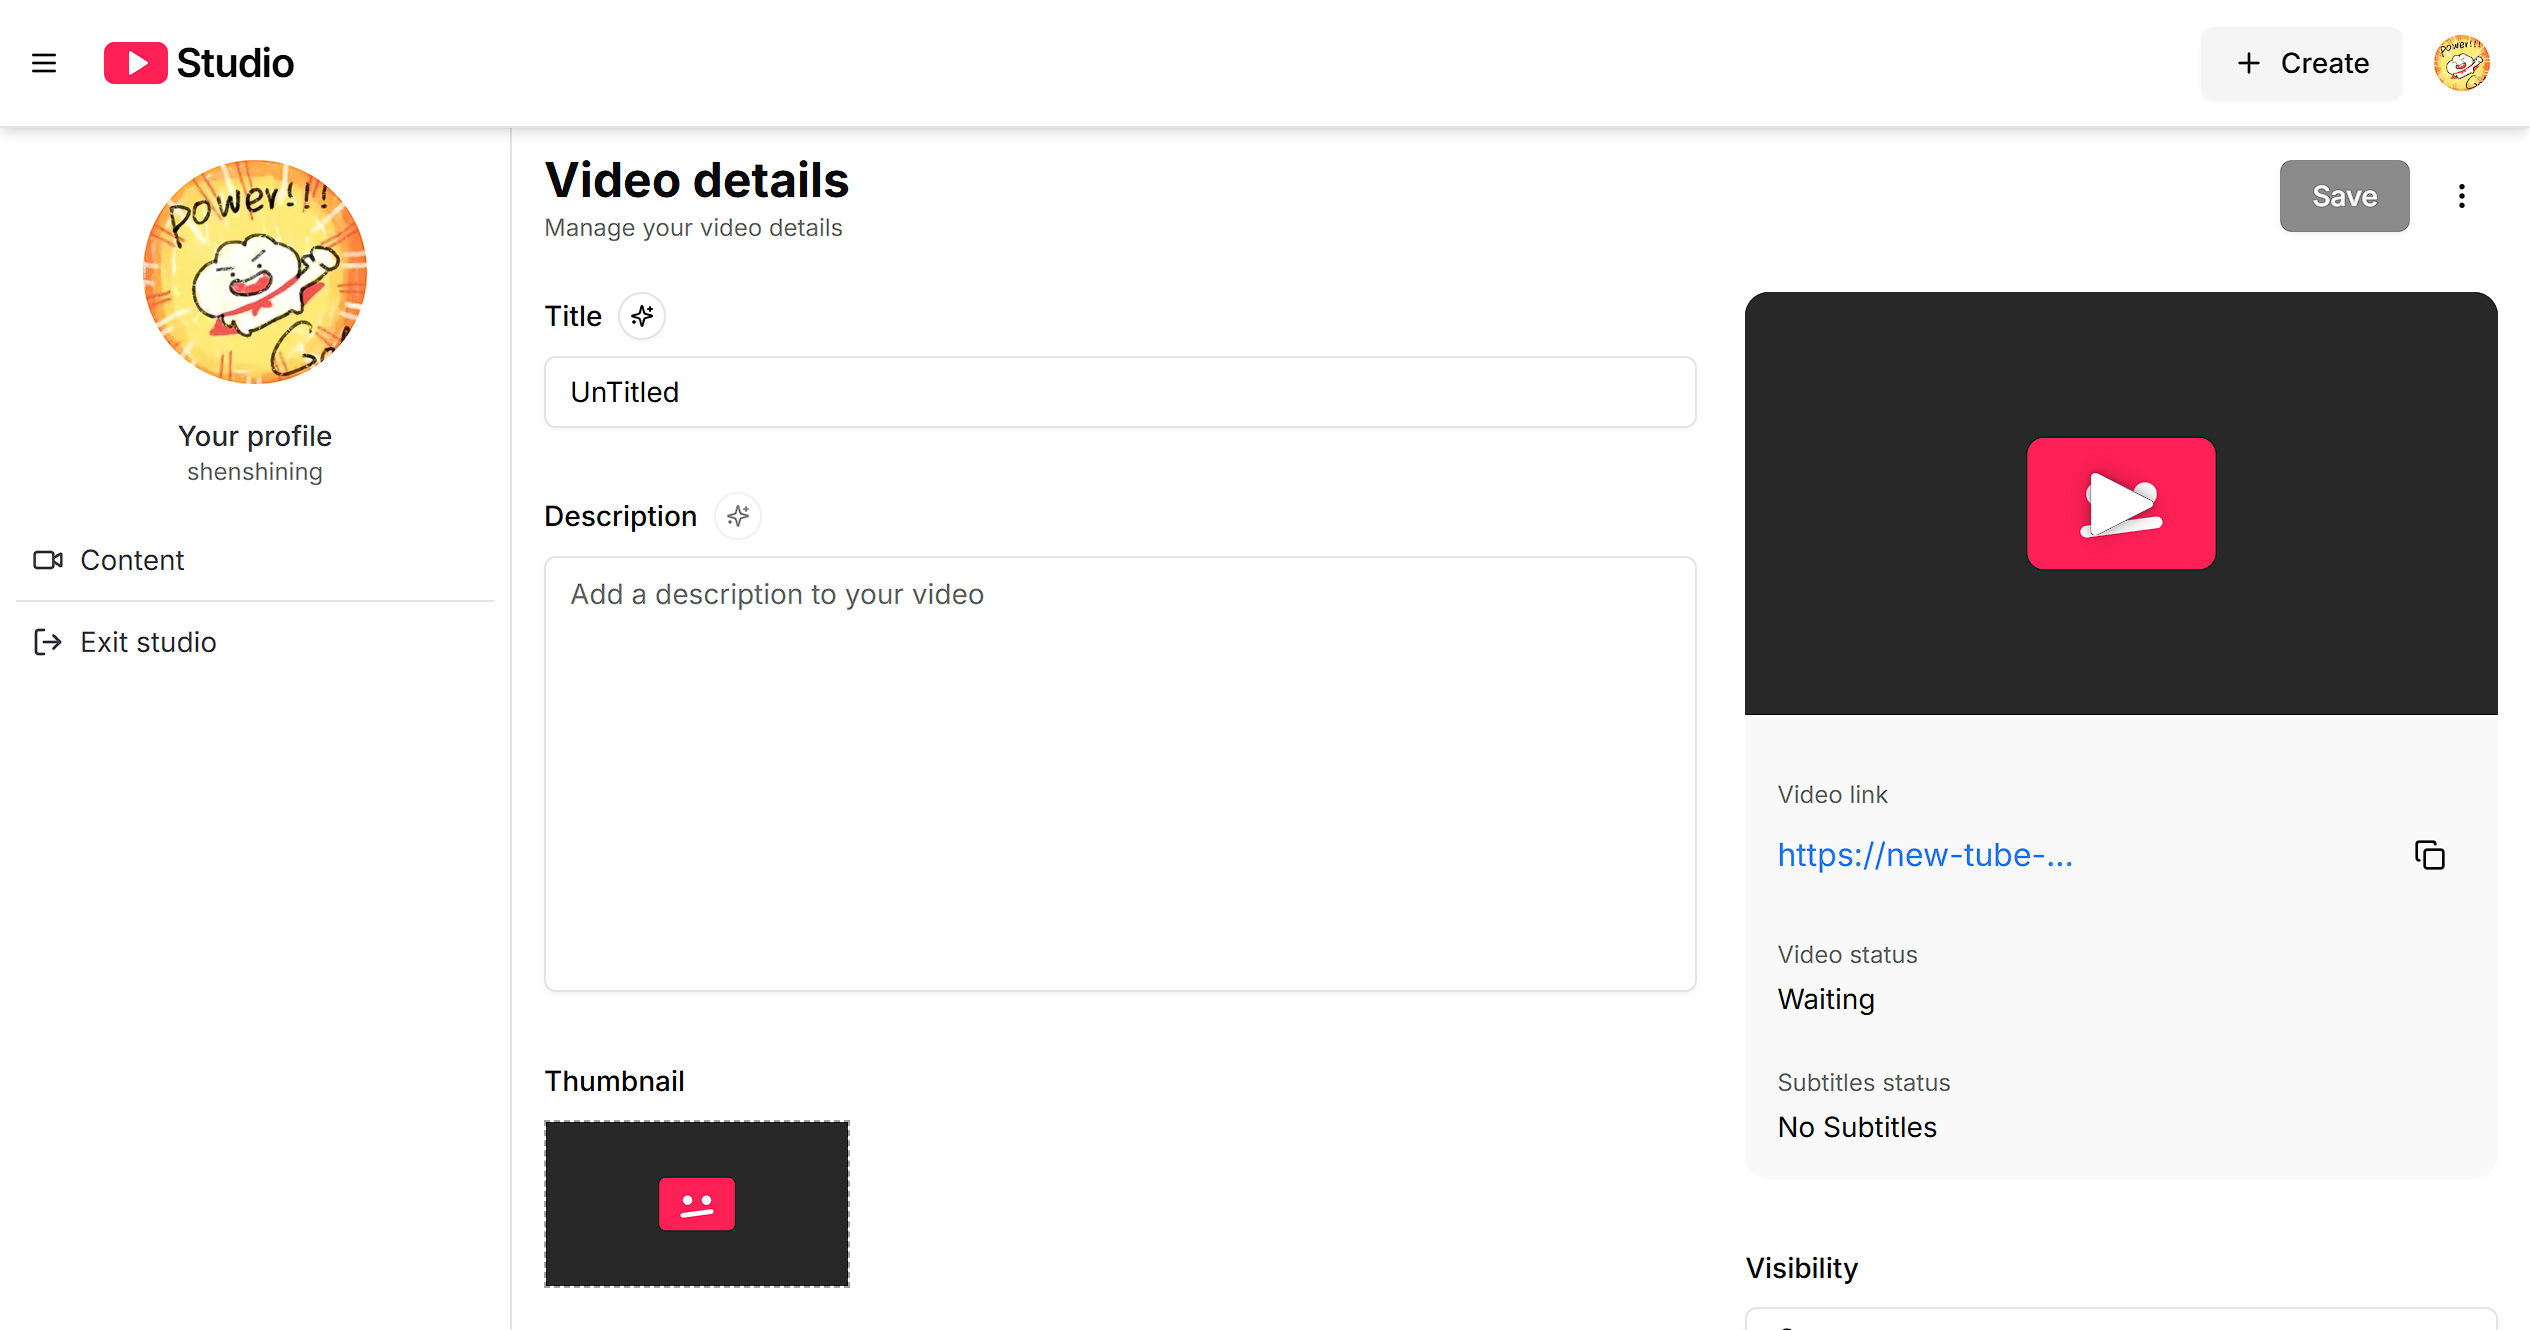 Studio
Create
POWER!!!
POWER!!!
Go
Your profile
shenshining
Content
Exit studio
Video details
Manage your video details
Save
Title
UnTitled
Description
Add a description to your video
Thumbnail
Video link
https://new-tube-...
Video status
Waiting
Subtitles status
No Subtitles
Visibility